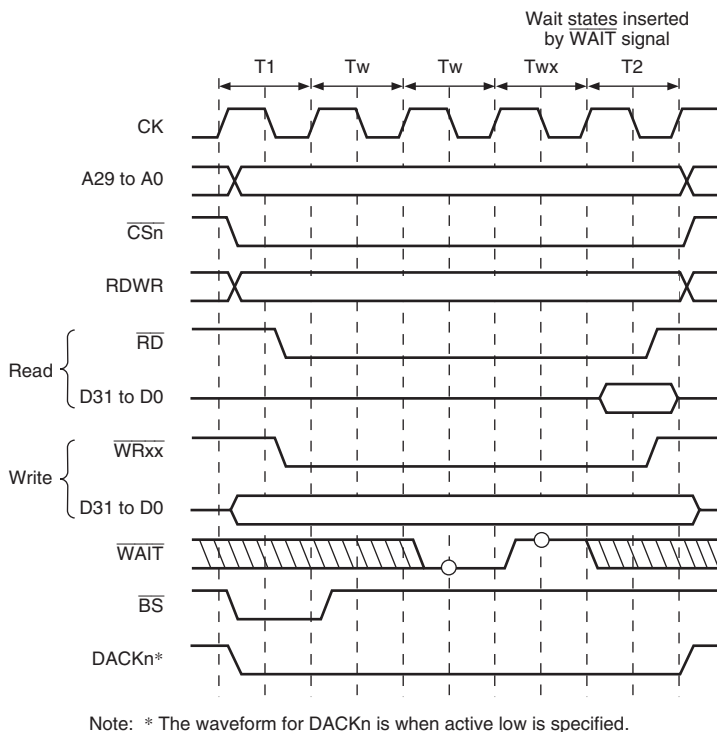 Wait states inserted
by WAIT signal
T1 Tw Tw Twx T2
CK
A29 to A0
CSn
RDWR
Read
RD
D31 to D0
Write
WRxx
D31 to D0
WAIT
BS
DACKn*
Note: * The waveform for DACKn is when active low is specified.